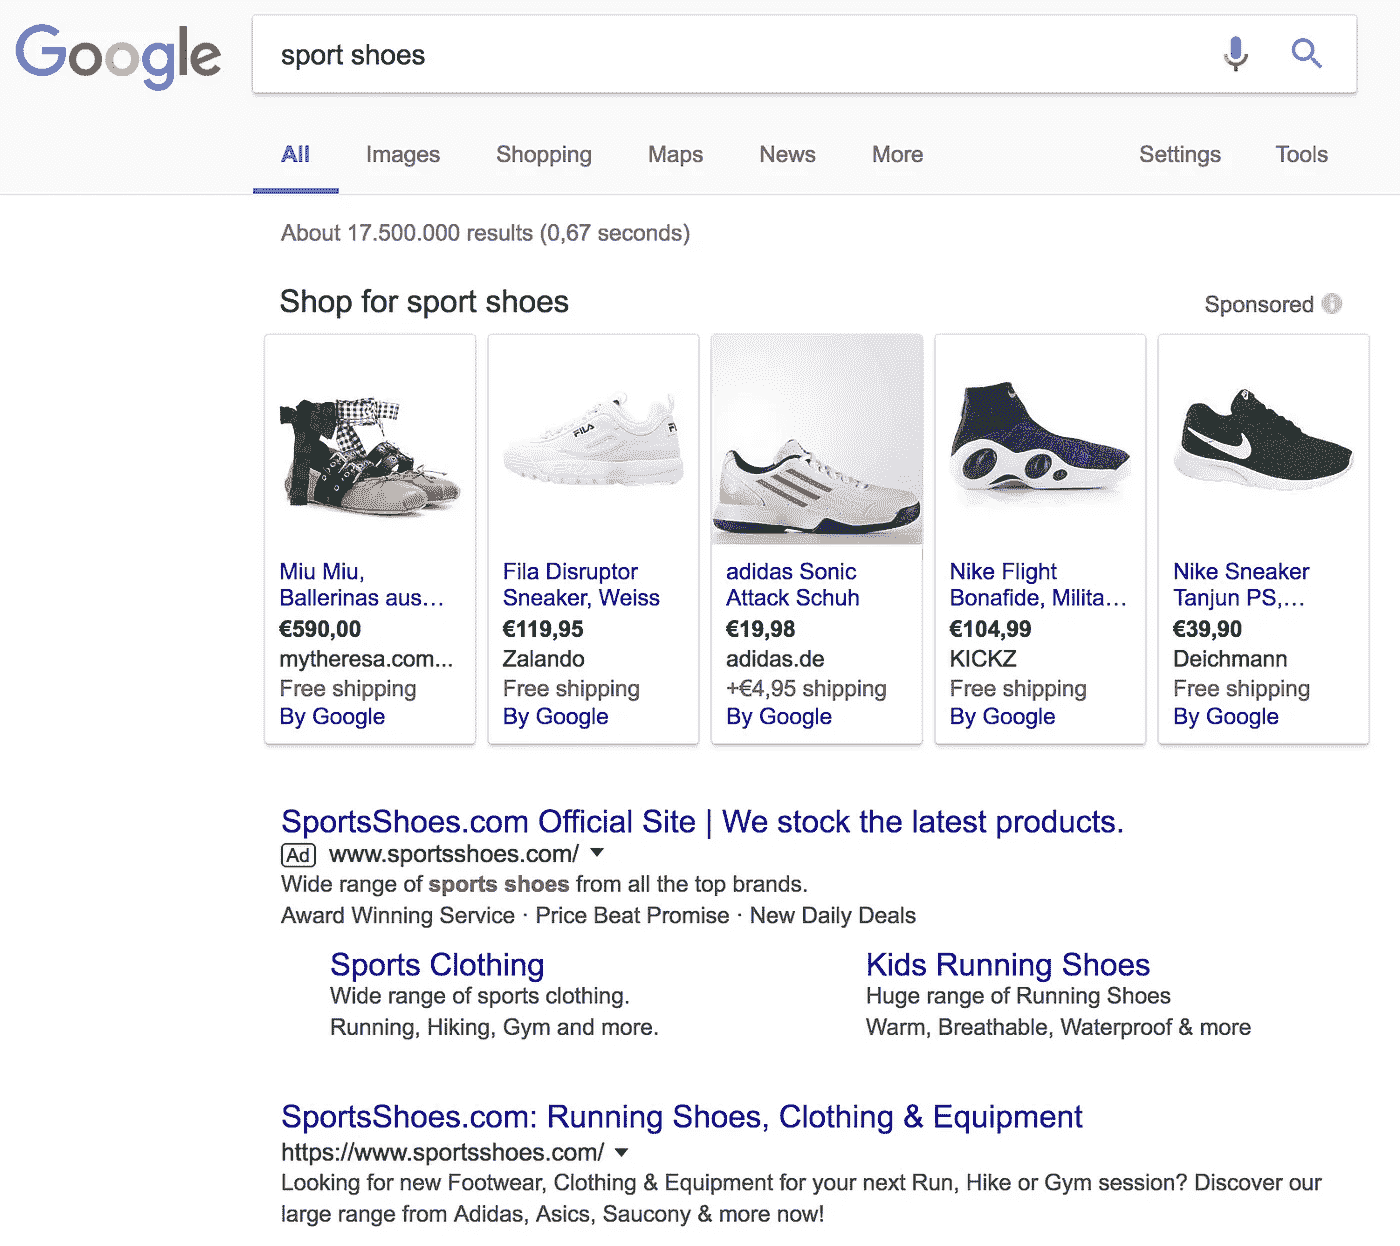 Google
sport shoes
All Images Shopping Maps News More Settings Tools
About 17.500.000 results (0,67 seconds)
Shop for sport shoes
Sponsored
FILA
Miu Miu,
Ballerinas aus...
€590,00
mytheresa.com...
Free shipping
By Google
Fila Disruptor
Sneaker, Weiss
€119,95
Zalando
Free shipping
By Google
adidas Sonic
Attack Schuh
€19,98
adidas.de
+€4,95 shipping
By Google
Nike Flight
Bonafide, Milita...
€104,99
KICKZ
Free shipping
By Google
Nike Sneaker
Tanjun PS,...
€39,90
Deichmann
Free shipping
By Google
SportsShoes.com Official Site | We stock the latest products.
Ad www.sportsshoes.com/
Wide range of sports shoes from all the top brands.
Award Winning Service · Price Beat Promise · New Daily Deals
Sports Clothing
Wide range of sports clothing.
Running, Hiking, Gym and more.
Kids Running Shoes
Huge range of Running Shoes
Warm, Breathable, Waterproof & more
SportsShoes.com: Running Shoes, Clothing & Equipment
https://www.sportsshoes.com/
Looking for new Footwear, Clothing & Equipment for your next Run, Hike or Gym session? Discover our
large range from Adidas, Asics, Saucony & more now!